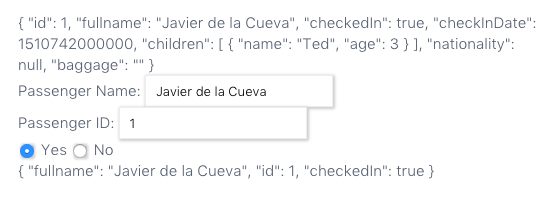 { "id": 1, "fullname": "Javier de la Cueva", "checkedIn": true, "checkInDate":
1510742000000, "children": [ { "name": "Ted", "age": 3 } ], "nationality":
null, "baggage": "" }
Passenger Name: Javier de la Cueva
Passenger ID: 1
Yes No
{ "fullname": "Javier de la Cueva", "id": 1, "checkedIn": true }